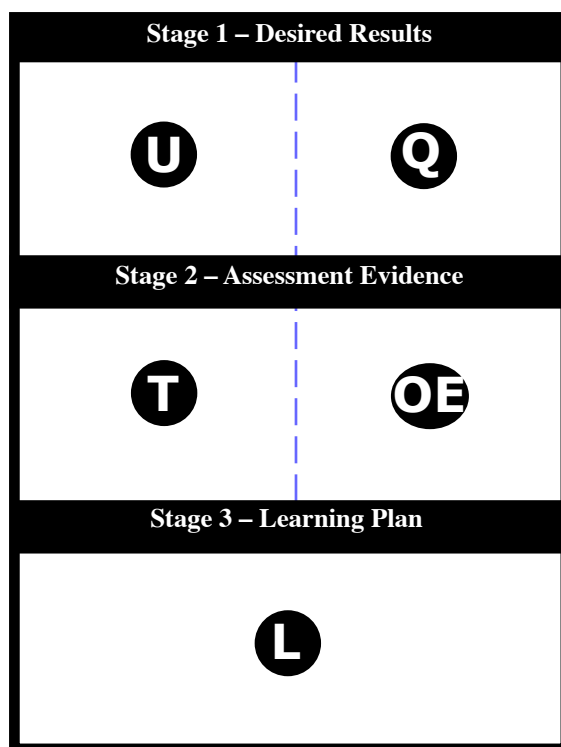 Stage 1 – Desired Results
U Q
Stage 2 – Assessment Evidence
T OE
Stage 3 – Learning Plan
L